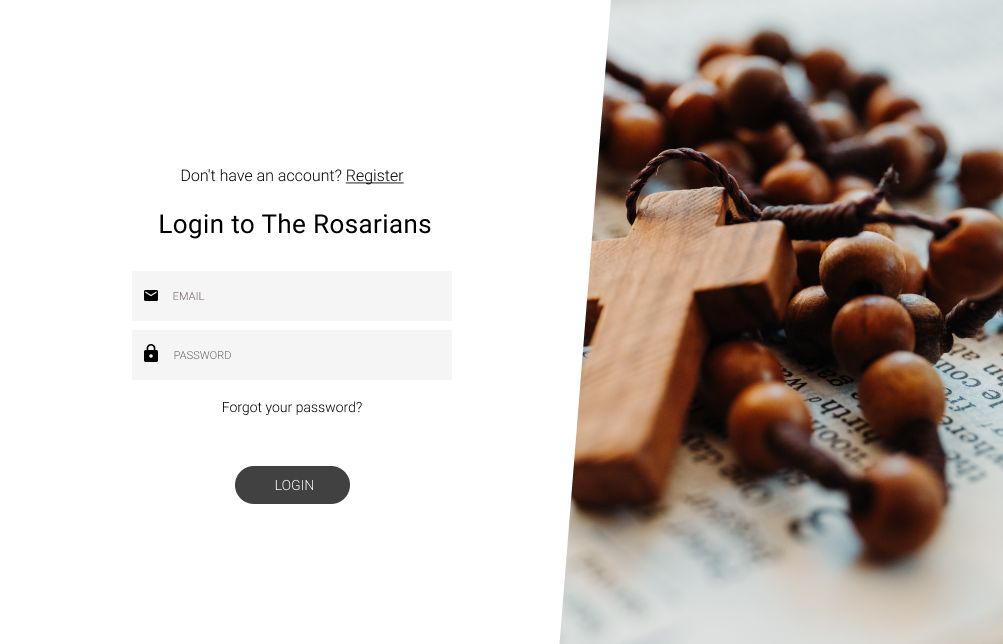 Don't have an account? Register
Login to The Rosarians
EMAIL
PASSWORD
Forgot your password?
LOGIN